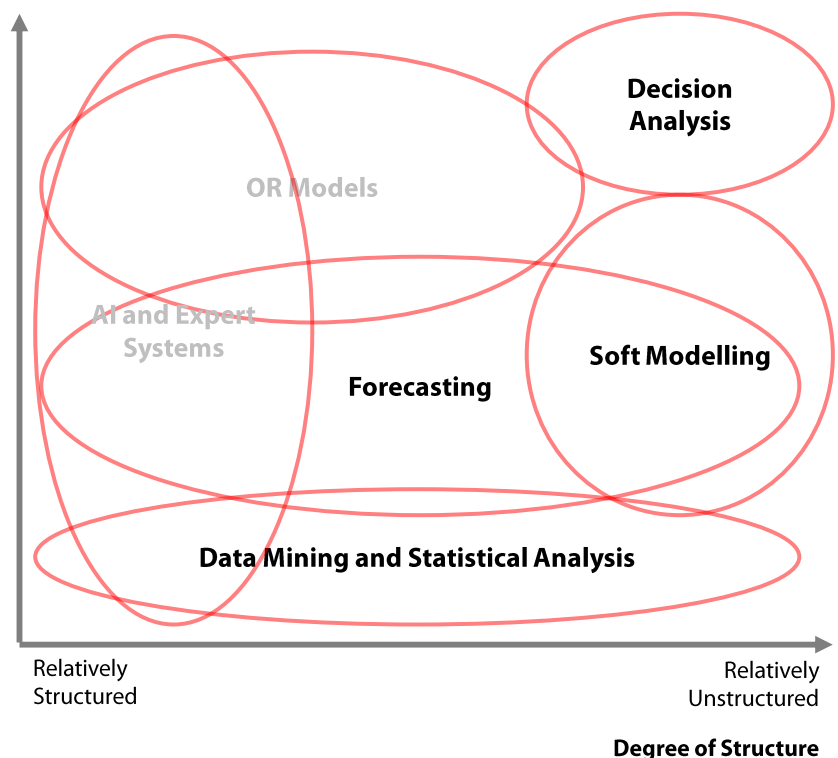 Decision
Analysis
OR Models
AI and Expert
Systems
Soft Modelling
Forecasting
Data Mining and Statistical Analysis
Relatively
Structured
Relatively
Unstructured
Degree of Structure